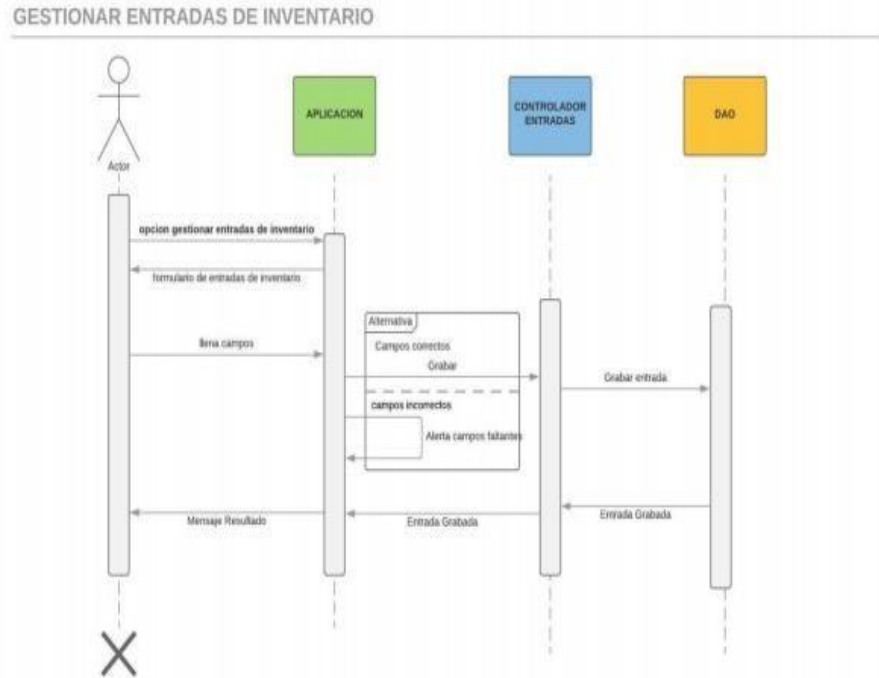 GESTIONAR ENTRADAS DE INVENTARIO
Actor
APLICACION
CONTROLADOR
ENTRADAS
DAO
opcion gestionar entradas de inventario
formulario de entradas de inventario
Alternativa
Campos correctos
llena campos
Grabar
Grabar entrada
campos incorrectos
Alerta campos faltantes
Mensaje Resultado
Entrada Grabada
Entrada Grabada